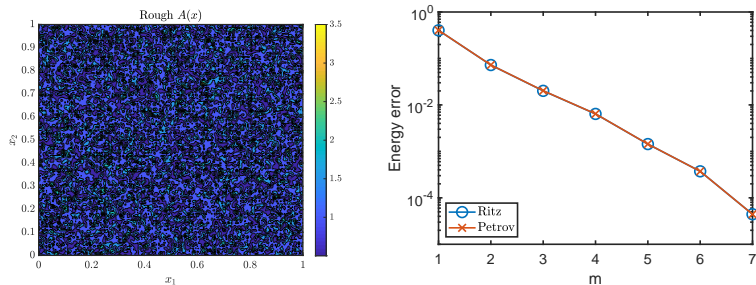 Rough A(x)
1
0.9
0.8
0.7
0.6
0.5
0.4
0.3
0.2
0.1
0
x_2
0 0.2 0.4 0.6 0.8 1
x_1
3.5
3
2.5
2
1.5
1
10^0
10^-2
10^-4
Energy error
Ritz
Petrov
1 2 3 4 5 6 7
m